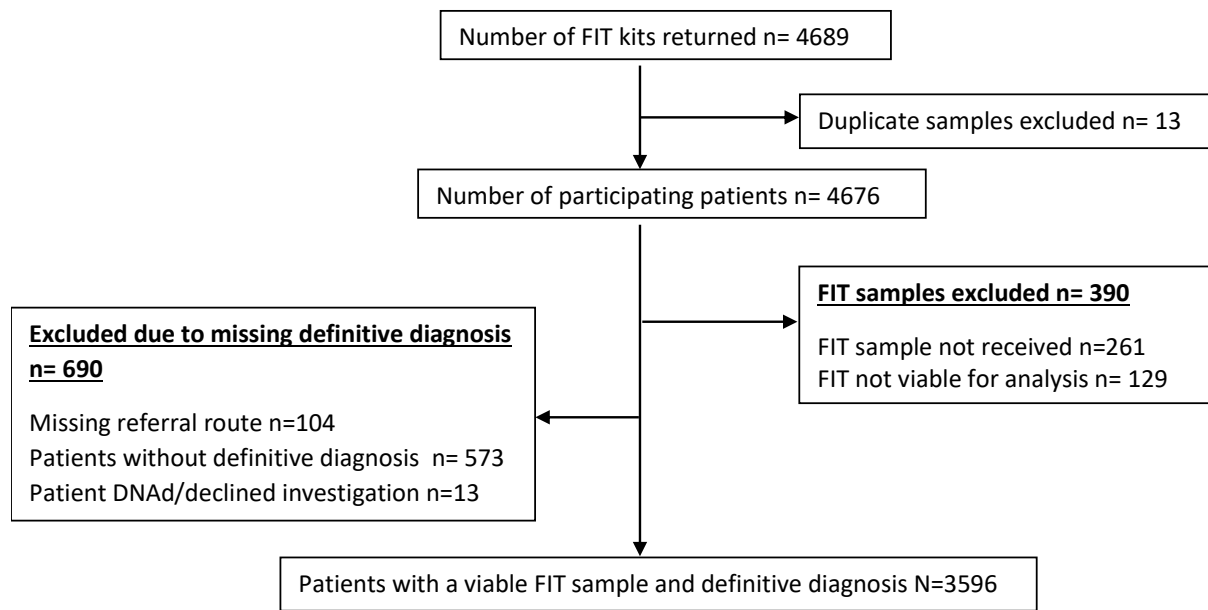 Number of FIT kits returned n= 4689
Duplicate samples excluded n= 13
Number of participating patients n= 4676
FIT samples excluded n= 390
FIT sample not received n=261
FIT not viable for analysis n= 129
Excluded due to missing definitive diagnosis
n= 690
Missing referral route n=104
Patients without definitive diagnosis n= 573
Patient DNAd/declined investigation n=13
Patients with a viable FIT sample and definitive diagnosis N=3596